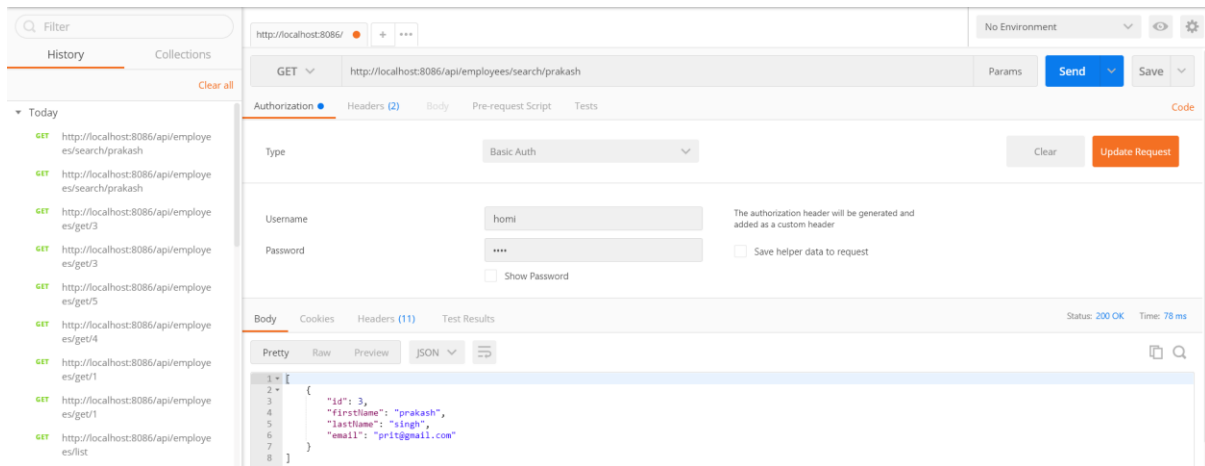 Filter
History Collections
Clear all
Today
GET http://localhost:8086/api/employe
es/search/prakash
GET http://localhost:8086/api/employe
es/search/prakash
GET http://localhost:8086/api/employe
es/get/3
GET http://localhost:8086/api/employe
es/get/3
GET http://localhost:8086/api/employe
es/get/5
GET http://localhost:8086/api/employe
es/get/4
GET http://localhost:8086/api/employe
es/get/1
GET http://localhost:8086/api/employe
es/get/1
GET http://localhost:8086/api/employe
es/list
http://localhost:8086/ + •••
No Environment
GET http://localhost:8086/api/employees/search/prakash Params Send Save
Authorization Headers (2) Body Pre-request Script Tests Code
Type Basic Auth Clear Update Request
Username homi
The authorization header will be generated and
added as a custom header
Password ••••
Save helper data to request
Show Password
Body Cookies Headers (11) Test Results Status: 200 OK Time: 78 ms
Pretty Raw Preview JSON
1 [
2 {
3 "id": 3,
4 "firstName": "prakash",
5 "lastName": "singh",
6 "email": "prit@gmail.com"
7 }
8 ]